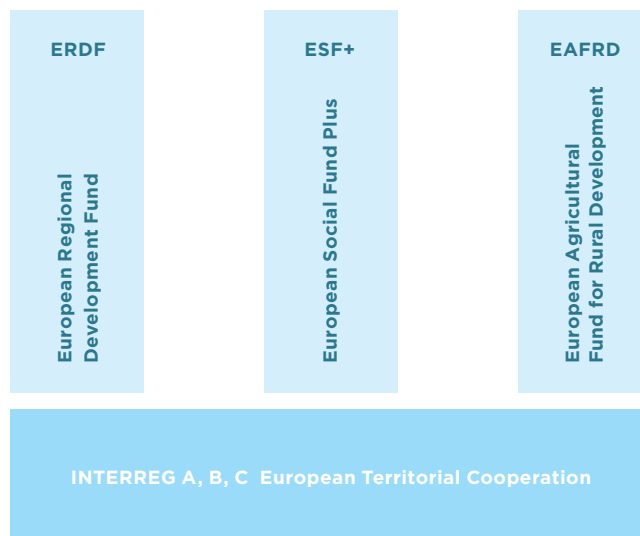 ERDF
European Regional
Development Fund
ESF+
European Social Fund Plus
EAFRD
European Agricultural
Fund for Rural Development
INTERREG A, B, C  European Territorial Cooperation